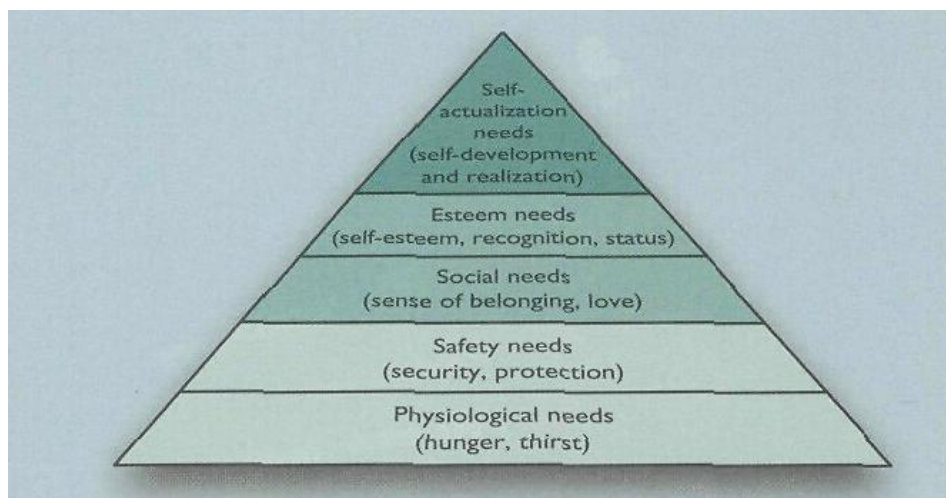 Self-
actualization
needs
(self-development
and realization)
Esteem needs
(self-esteem, recognition, status)
Social needs
(sense of belonging, love)
Safety needs
(security, protection)
Physiological needs
(hunger, thirst)